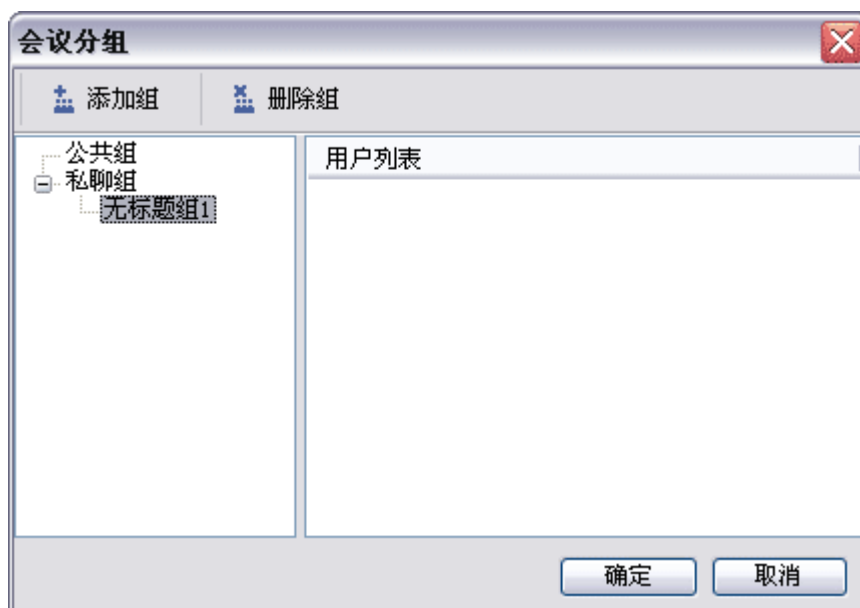 会议分组
添加组 删除组
公共组
私聊组
无标题组1
用户列表
确定 取消